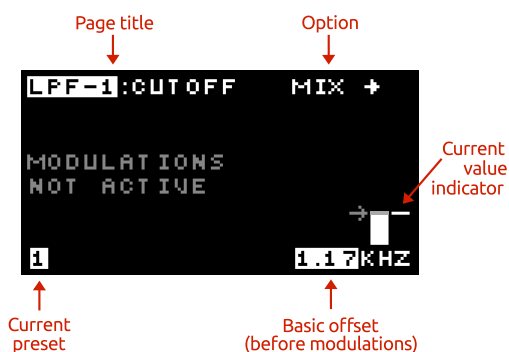 Page title
Option
LPF-1:CUTOFF
MIX →
MODULATIONS
NOT ACTIVE
Current
value
indicator
1
1.17KHZ
Current
preset
Basic offset
(before modulations)